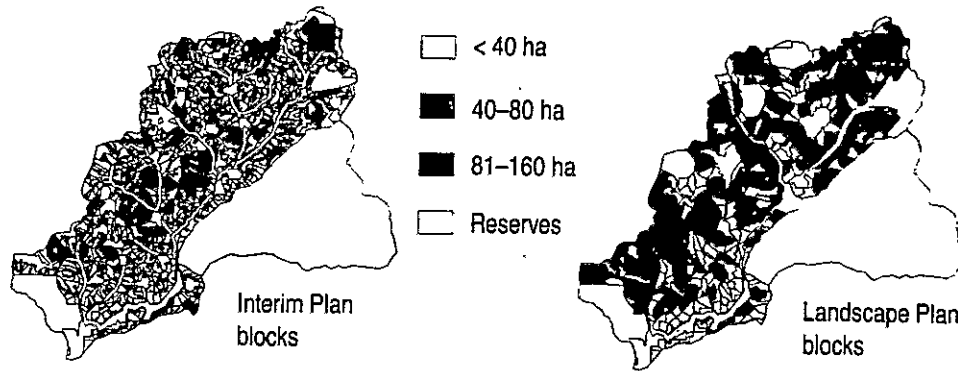 < 40 ha
40–80 ha
81–160 ha
Reserves
Interim Plan
blocks
Landscape Plan
blocks